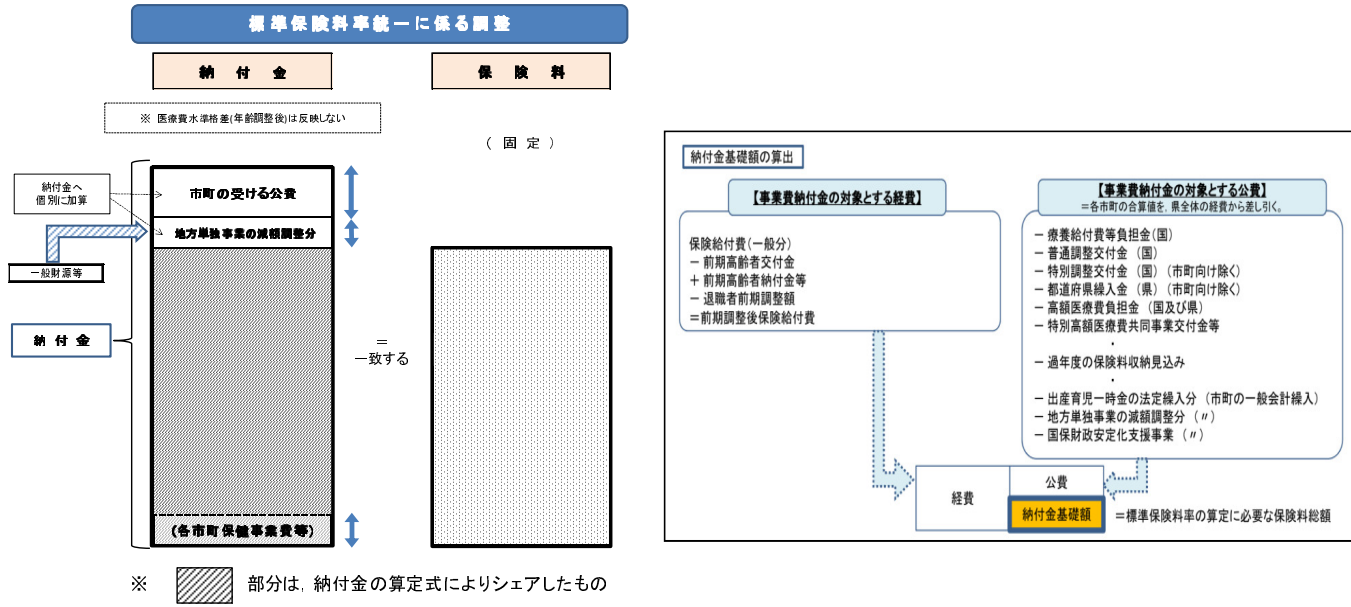 標準保険料率統一に係る調整
納付金
保険料
※ 医療費水準格差(年齢調整後)は反映しない
(固定)
納付金へ
個別に加算
市町の受ける公費
地方単独事業の減額調整分
一般財源等
納付金
=
一致する
(各市町保健事業費等)
※ 部分は, 納付金の算定式によりシェアしたもの
納付金基礎額の算出
【事業費納付金の対象とする経費】
保険給付費(一般分)
- 前期高齢者交付金
+ 前期高齢者納付金等
- 退職者前期調整額
=前期調整後保険給付費
【事業費納付金の対象とする公費】
=各市町の合算値を, 県全体の経費から差し引く。
- 療養給付費等負担金(国)
- 普通調整交付金 (国)
- 特別調整交付金 (国) (市町向け除く)
- 都道府県繰入金 (県) (市町向け除く)
- 高額医療費負担金 (国及び県)
- 特別高額医療費共同事業交付金等
・
- 過年度の保険料収納見込み
・
- 出産育児一時金の法定繰入分 (市町の一般会計繰入)
- 地方単独事業の減額調整分 (〃)
- 国保財政安定化支援事業 (〃)
経費
公費
納付金基礎額
=標準保険料率の算定に必要な保険料総額